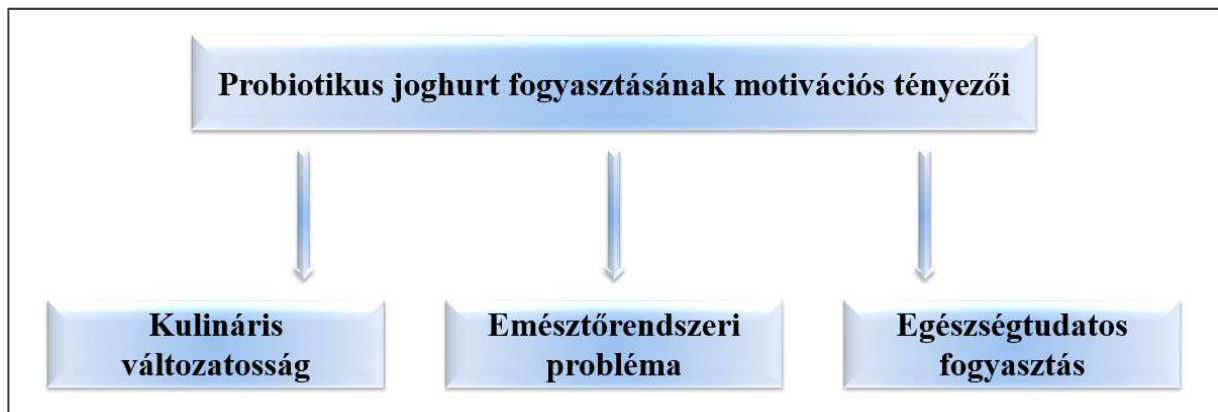 Probiotikus joghurt fogyasztásának motivációs tényezői
Kulináris
változatosság
Emésztőrendszeri
probléma
Egészségtudatos
fogyasztás